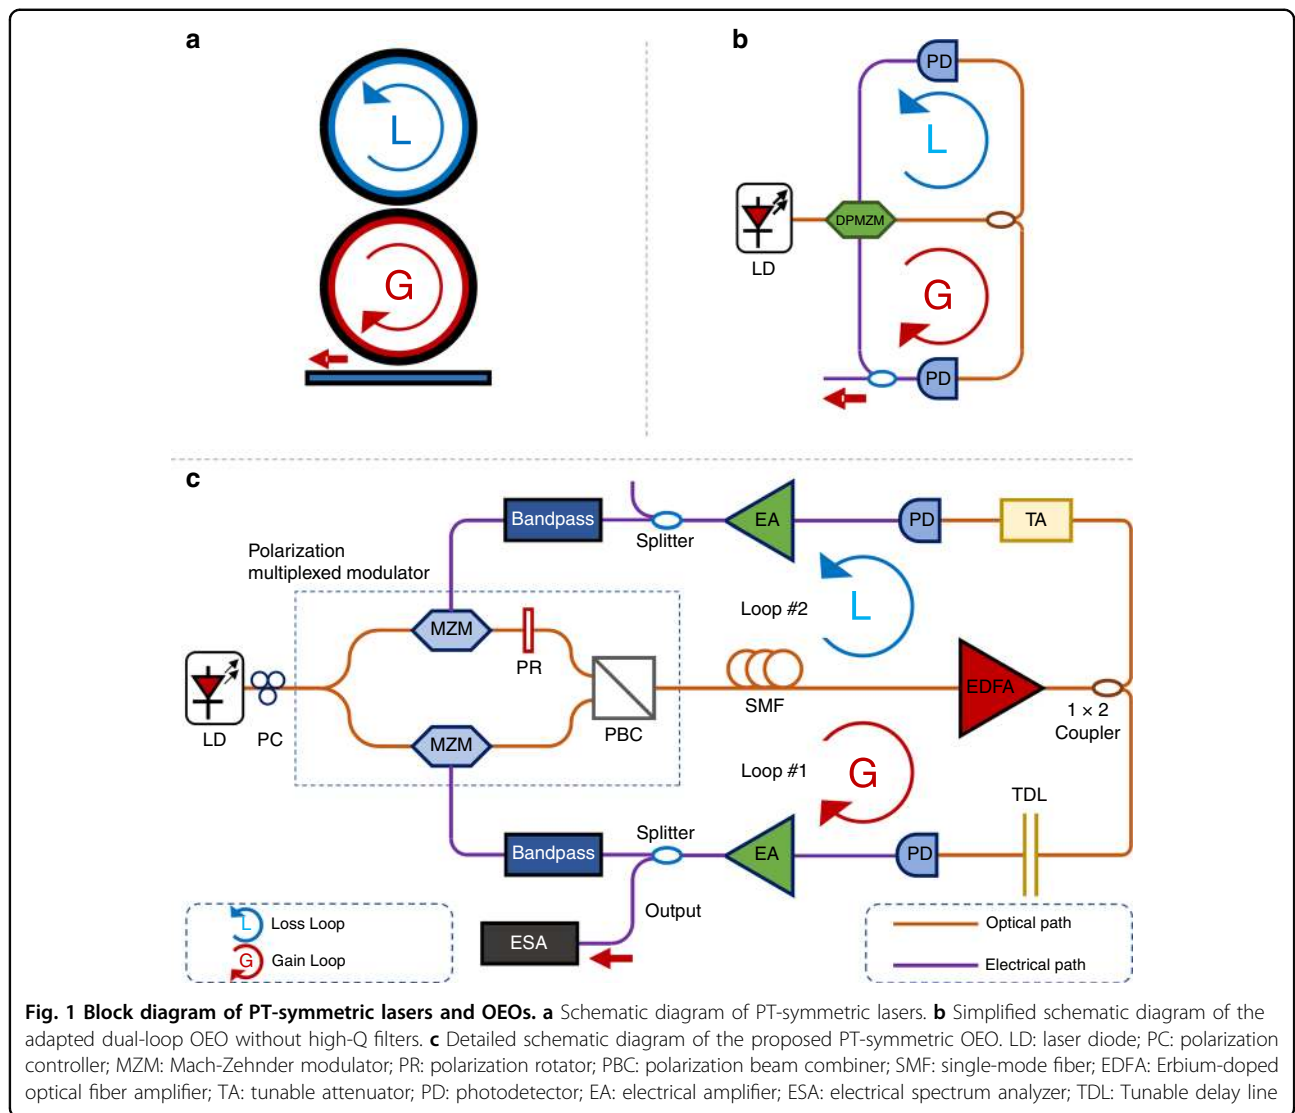 a
L
G
b
PD
L
DPMZM
LD
G
PD
c
Bandpass
Splitter
EA
PD
TA
Polarization
multiplexed modulator
MZM
PR
Loop #2
L
LD
PC
PBC
SMF
EDFA
1 × 2
Coupler
MZM
Loop #1
G
TDL
Bandpass
Splitter
EA
PD
Output
ESA
L Loss Loop
G Gain Loop
Optical path
Electrical path
Fig. 1 Block diagram of PT-symmetric lasers and OEOs. a Schematic diagram of PT-symmetric lasers. b Simplified schematic diagram of the
adapted dual-loop OEO without high-Q filters. c Detailed schematic diagram of the proposed PT-symmetric OEO. LD: laser diode; PC: polarization
controller; MZM: Mach-Zehnder modulator; PR: polarization rotator; PBC: polarization beam combiner; SMF: single-mode fiber; EDFA: Erbium-doped
optical fiber amplifier; TA: tunable attenuator; PD: photodetector; EA: electrical amplifier; ESA: electrical spectrum analyzer; TDL: Tunable delay line